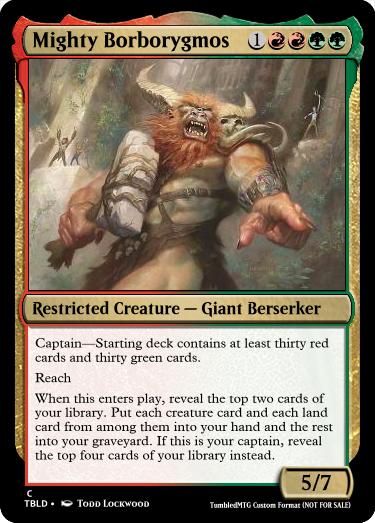 Mighty Borborygmos 1
Restricted Creature — Giant Berserker
Captain—Starting deck contains at least thirty red
cards and thirty green cards.
Reach
When this enters play, reveal the top two cards of
your library. Put each creature card and each land
card from among them into your hand and the rest
into your graveyard. If this is your captain, reveal
the top four cards of your library instead.
5/7
C
TBLD • Todd Lockwood
TumbledMTG Custom Format (NOT FOR SALE)